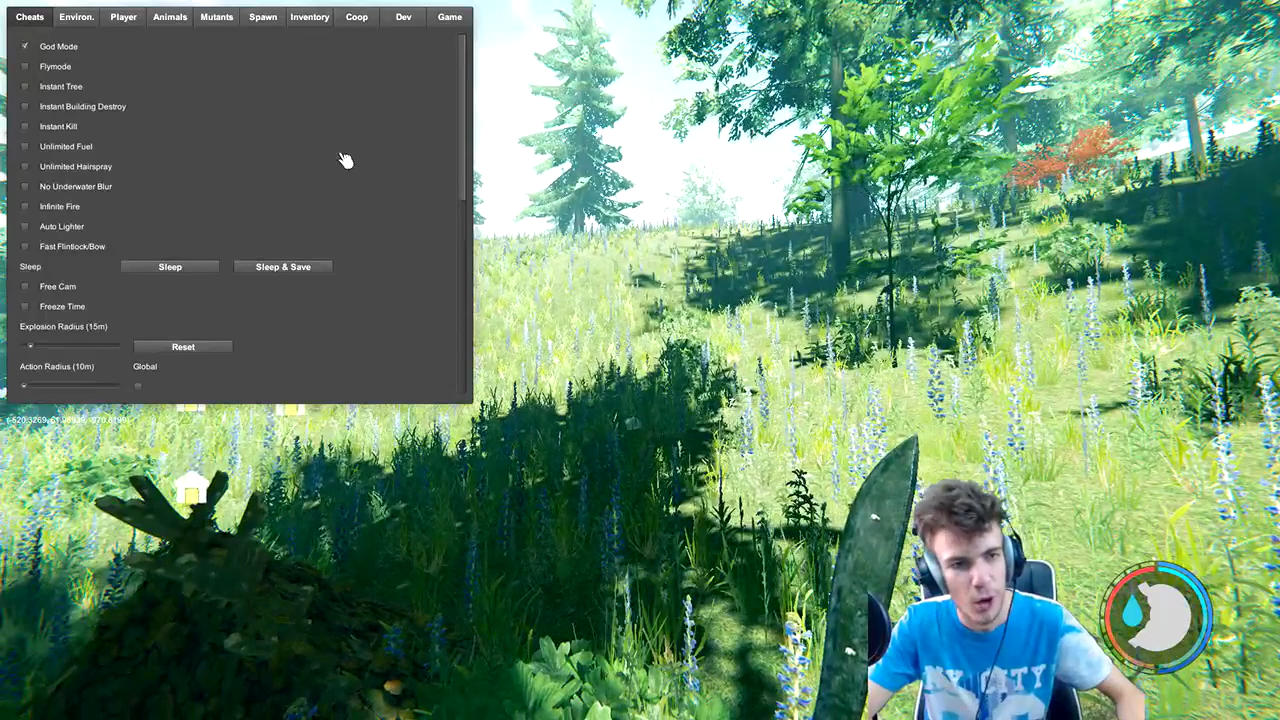 Cheats Environ. Player Animals Mutants Spawn Inventory Coop Dev Game
God Mode
Flymode
Instant Tree
Instant Building Destroy
Instant Kill
Unlimited Fuel
Unlimited Hairspray
No Underwater Blur
Infinite Fire
Auto Lighter
Fast Flintlock/Bow
Sleep Sleep Sleep & Save
Free Cam
Freeze Time
Explosion Radius (15m)
Reset
Action Radius (10m) Global
CITY